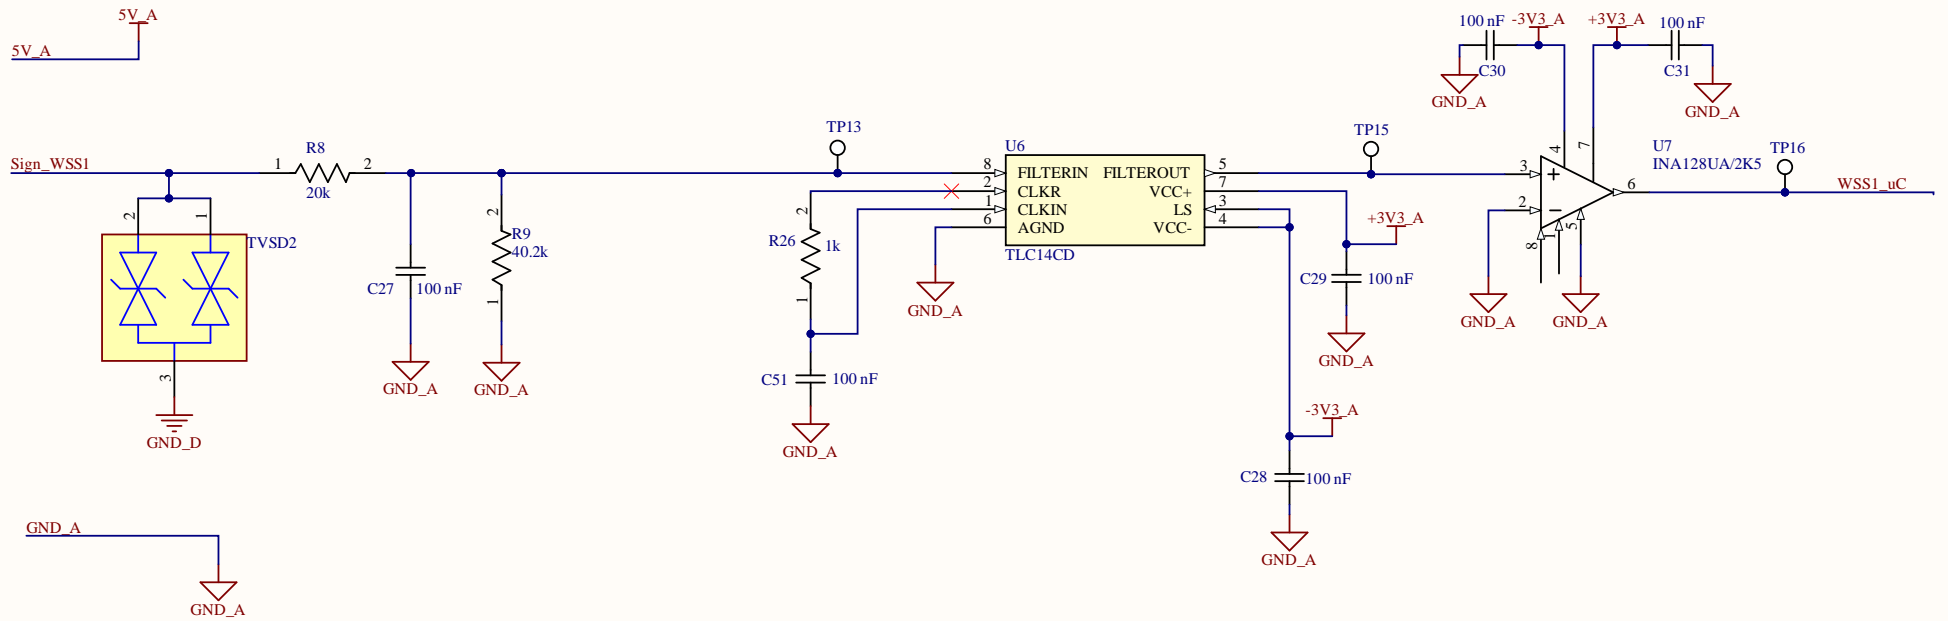 5V_A
5V_A
Sign_WSS1
1
R8
2
20k
2
1
TVSD2
3
GND_D
C27
100 nF
GND_A
2
R9
40.2k
1
GND_A
TP13
2
R26
1k
1
C51
100 nF
GND_A
GND_A
U6
8
FILTERIN
FILTEROUT
5
2
CLKR
VCC+
7
1
CLKIN
LS
3
6
AGND
VCC-
4
TLC14CD
+3V3_A
C29
100 nF
GND_A
-3V3_A
C28
100 nF
GND_A
TP15
100 nF
-3V3_A
C30
GND_A
+3V3_A
100 nF
C31
GND_A
4
7
U7
INA128UA/2K5
3
+
2
−
8
1
5
6
GND_A
GND_A
TP16
WSS1_uC
GND_A
GND_A